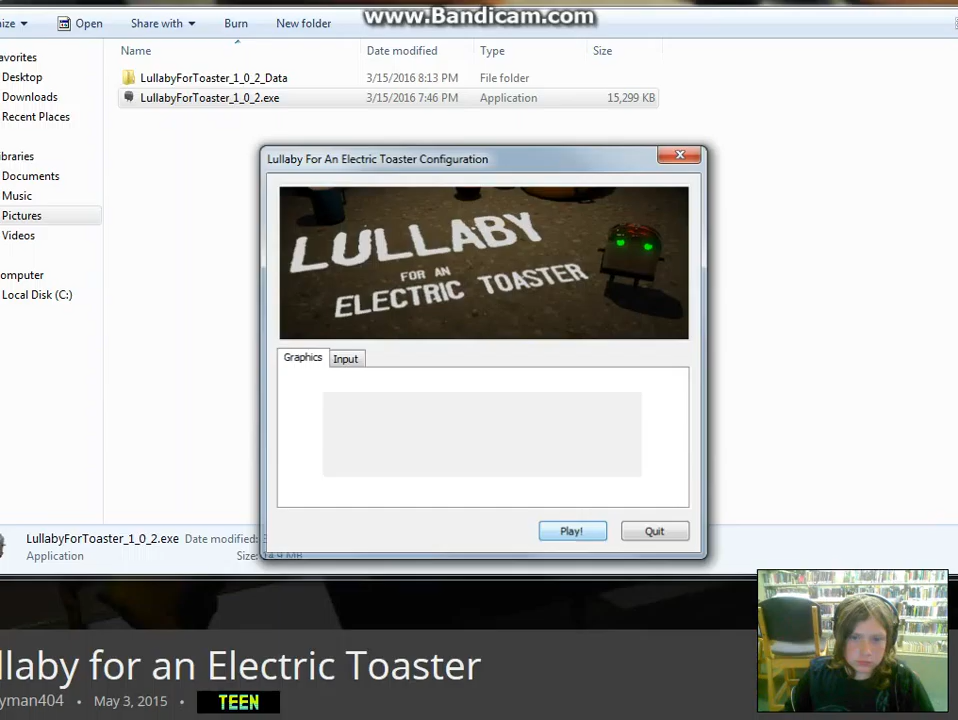 www.Bandicam.com
ize Open Share with Burn New folder
Name Date modified Type Size
avorites
LullabyForToaster_1_0_2_Data 3/15/2016 8:13 PM File folder
Desktop
LullabyForToaster_1_0_2.exe 3/15/2016 7:46 PM Application 15,299 KB
Downloads
Recent Places
ibraries
Documents
Music
Pictures
Videos
omputer
Local Disk (C:)
Lullaby For An Electric Toaster Configuration
LULLABY
FOR AN
ELECTRIC TOASTER
Graphics Input
Play! Quit
LullabyForToaster_1_0_2.exe Date modified:
Application Size: 14.9 MB
llaby for an Electric Toaster
yman404 • May 3, 2015 • TEEN